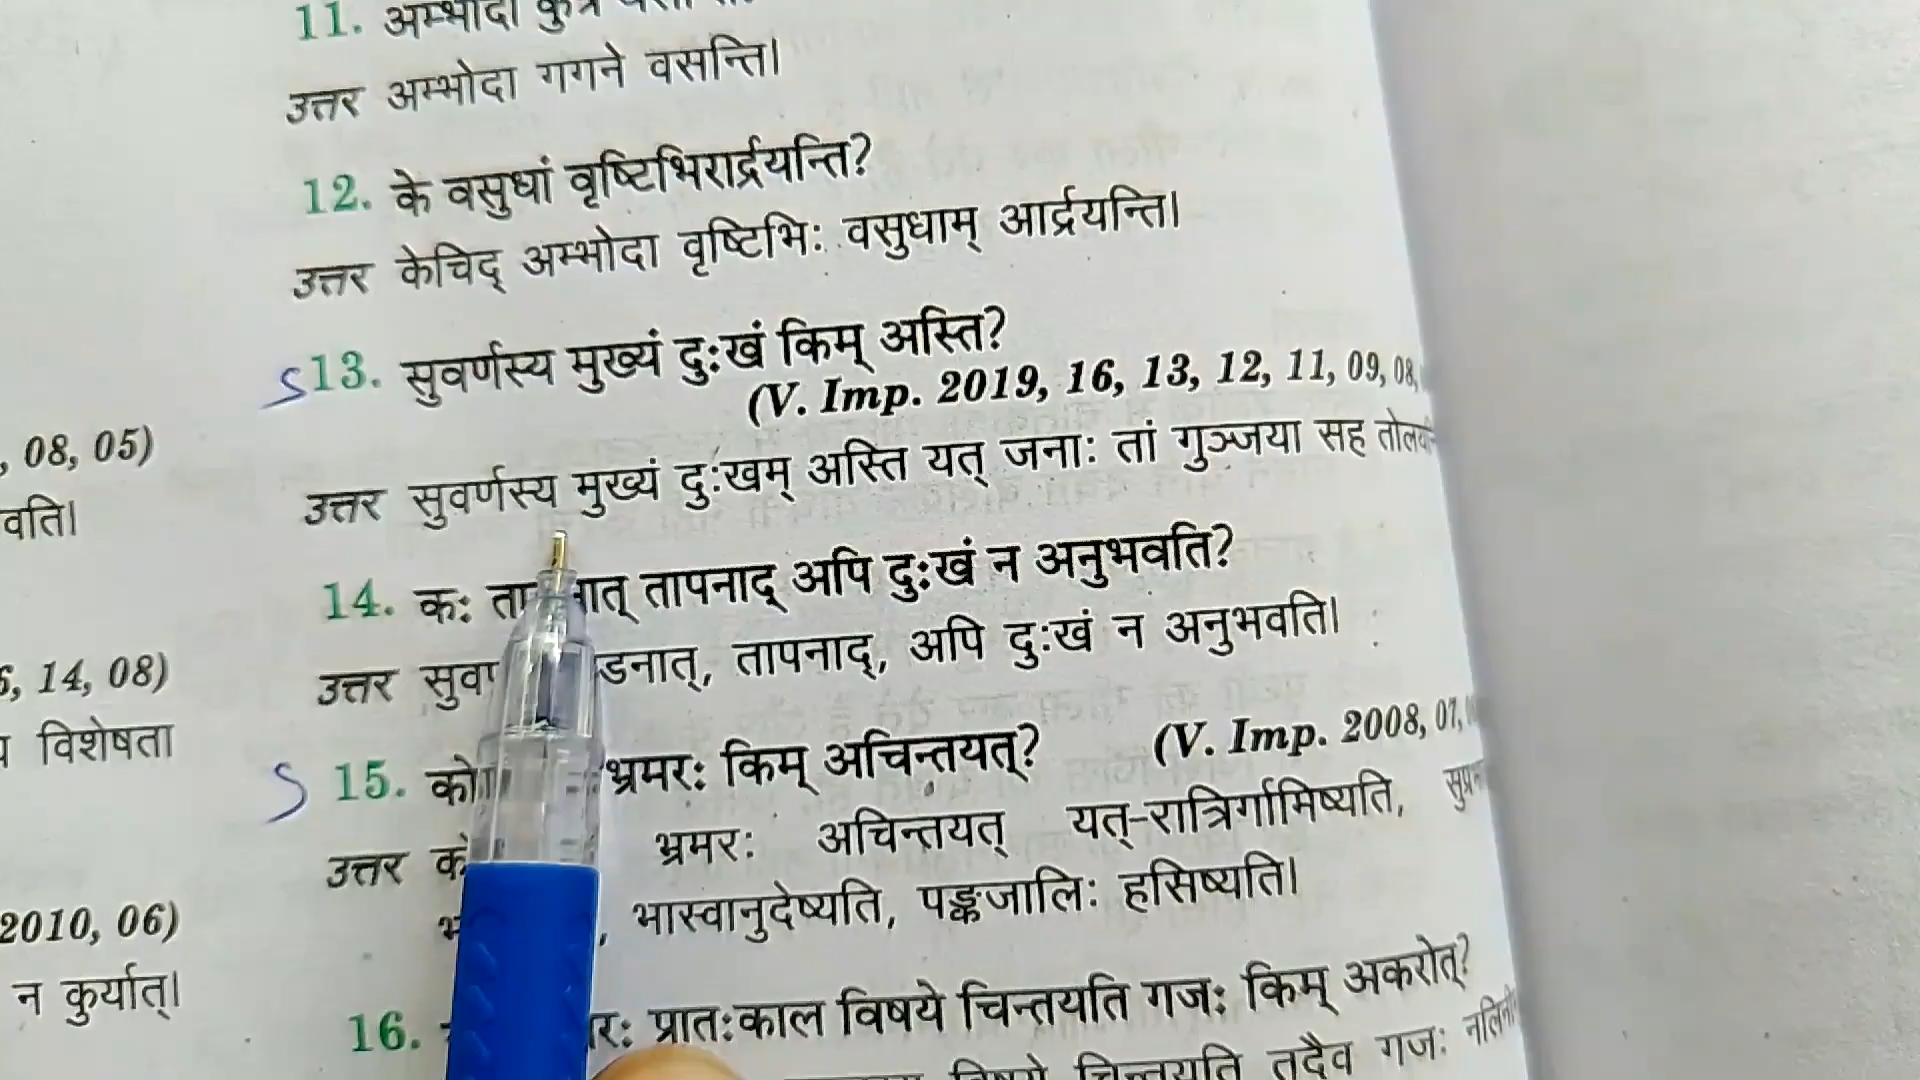 11. अम्भोदा कुत्र
उत्तर अम्भोदा गगने वसन्ति।
12. के वसुधां वृष्टिभिरार्द्रयन्ति?
उत्तर केचिद् अम्भोदा वृष्टिभिः वसुधाम् आर्द्रयन्ति।
S 13. सुवर्णस्य मुख्यं दुःखं किम् अस्ति?
(V. Imp. 2019, 16, 13, 12, 11, 09, 08,
उत्तर सुवर्णस्य मुख्यं दुःखम् अस्ति यत् जनाः तां गुञ्जया सह
14. कः तापनाद् अपि दुःखं न अनुभवति?
उत्तर तापनाद्, अपि दुःखं न अनुभवति।
S 15. भ्रमरः किम् अचिन्तयत्?
(V. Imp. 2008, 07,
उत्तर भ्रमरः अचिन्तयत् यत्-रात्रिर्गामिष्यति,
भास्वानुदेष्यति, पङ्कजालिः हसिष्यति।
16. प्रातःकाल विषये चिन्तयति गजः किम् अकरोत्?
विषये चिन्तयति तदैव गजः
, 08, 05)
वति।
, 14, 08)
विशेषता
2010, 06)
न कुर्यात्।